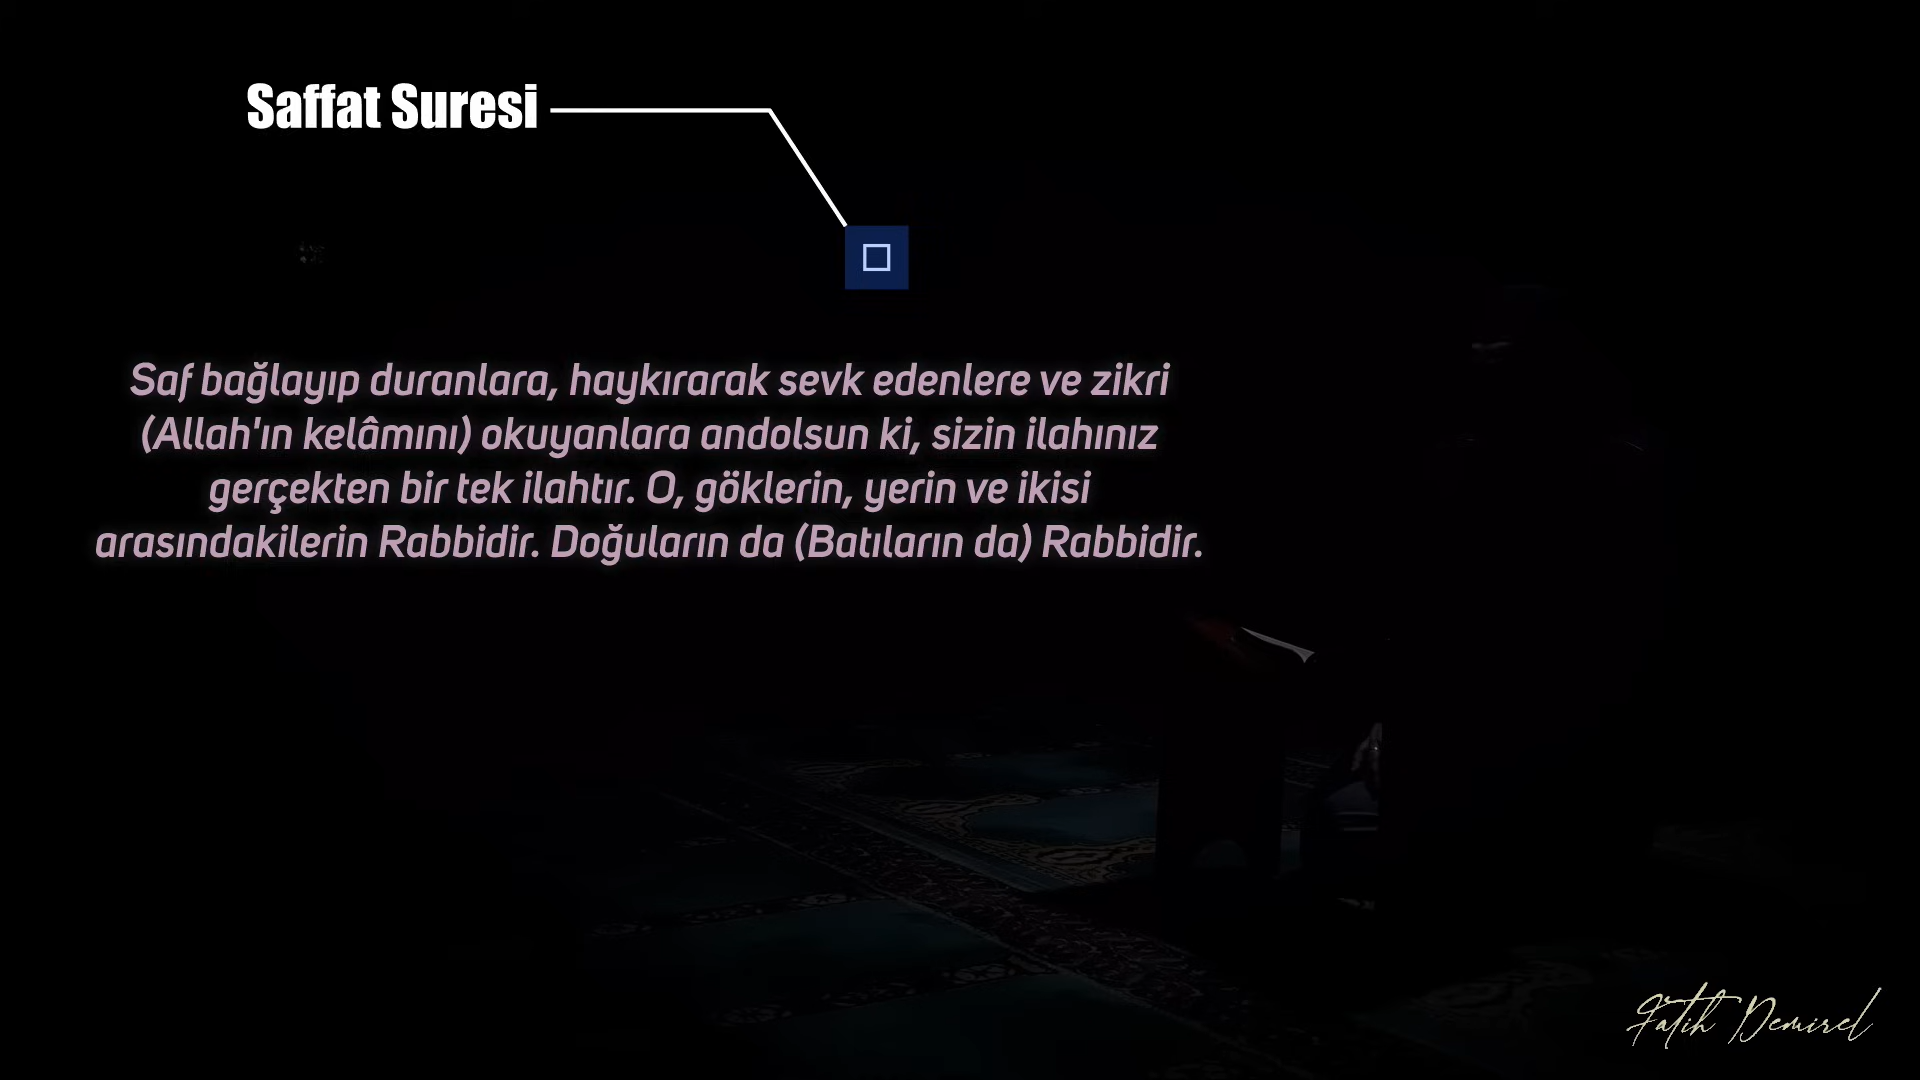 Saffat Suresi
Saf bağlayıp duranlara, haykırarak sevk edenlere ve zikri
(Allah'ın kelâmını) okuyanlara andolsun ki, sizin ilahınız
gerçekten bir tek ilahtır. O, göklerin, yerin ve ikisi
arasındakilerin Rabbidir. Doğuların da (Batıların da) Rabbidir.
Fatih Demirel